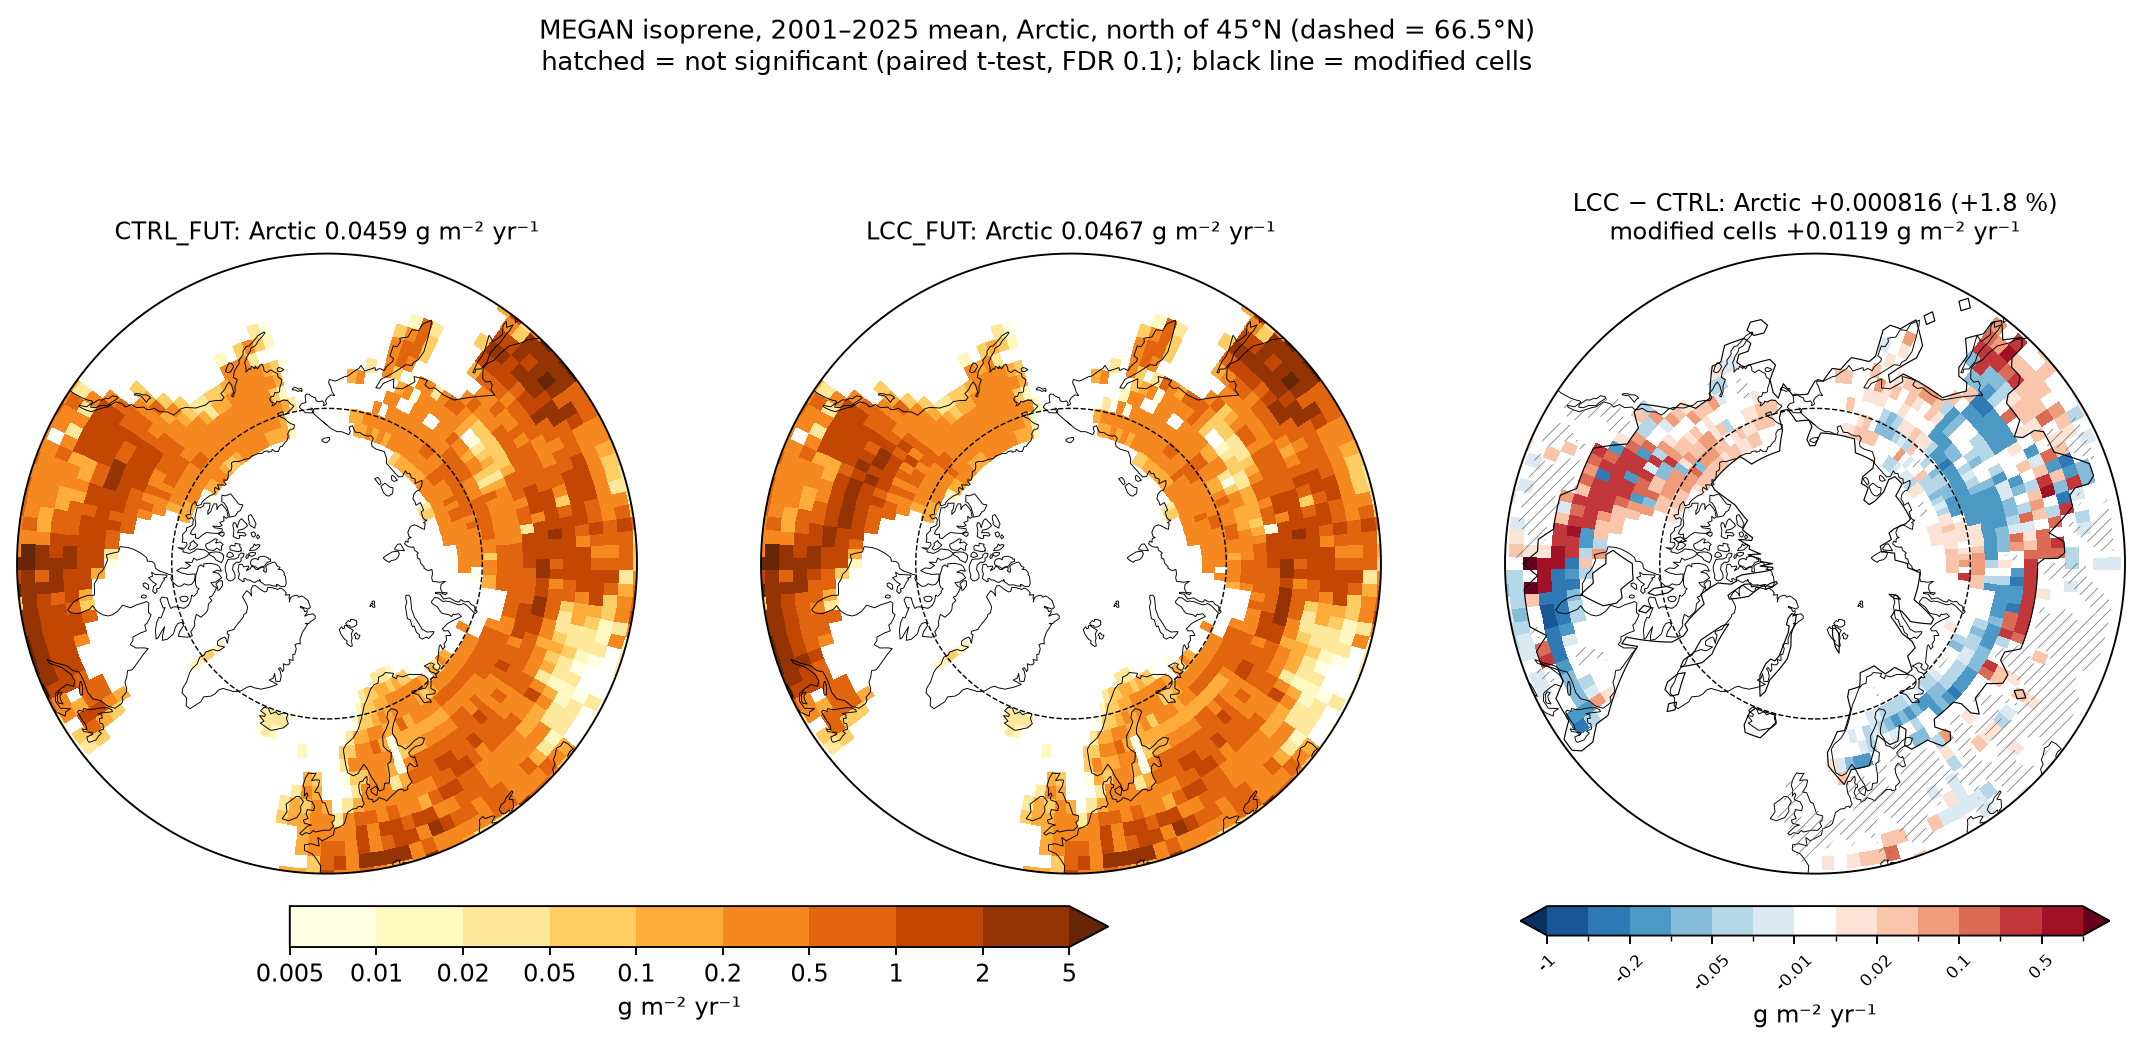 MEGAN isoprene, 2001–2025 mean, Arctic, north of 45°N (dashed = 66.5°N)
hatched = not significant (paired t-test, FDR 0.1); black line = modified cells
CTRL_FUT: Arctic 0.0459 g m⁻² yr⁻¹
LCC_FUT: Arctic 0.0467 g m⁻² yr⁻¹
LCC − CTRL: Arctic +0.000816 (+1.8 %)
modified cells +0.0119 g m⁻² yr⁻¹
0.005 0.01 0.02 0.05 0.1 0.2 0.5 1 2 5
g m⁻² yr⁻¹
-1 -0.2 -0.05 -0.01 0.02 0.1 0.5
g m⁻² yr⁻¹